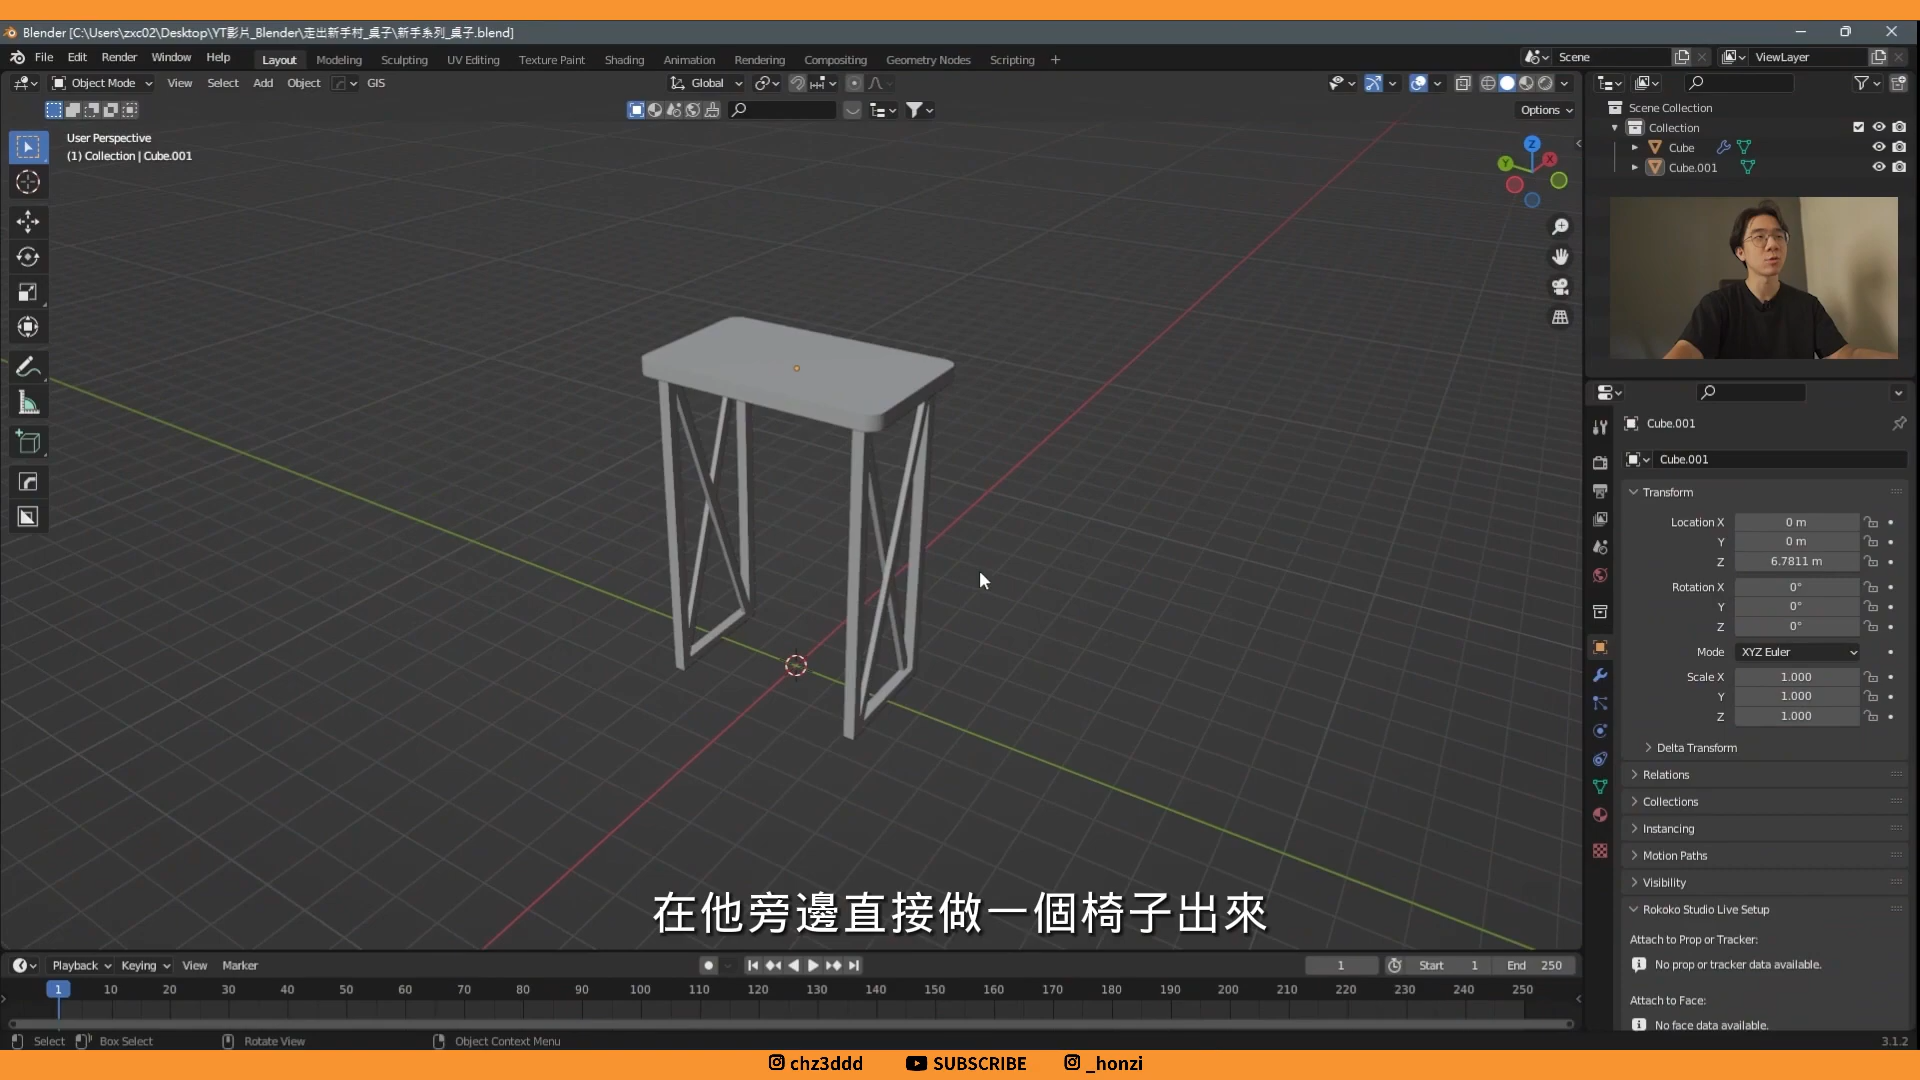 Blender [C:\Users\zxc02\Desktop\YT影片_Blender\走出新手村_桌子\新手系列_桌子.blend]
File Edit Render Window Help Layout Modeling Sculpting UV Editing Texture Paint Shading Animation Rendering Compositing Geometry Nodes Scripting + Scene ViewLayer
Object Mode View Select Add Object GIS Global
Options
User Perspective
(1) Collection | Cube.001
Z
Y
X
Scene Collection
Collection
Cube
Cube.001
Cube.001
Cube.001
Transform
Location X 0 m
Y 0 m
Z 6.7811 m
Rotation X 0°
Y 0°
Z 0°
Mode XYZ Euler
Scale X 1.000
Y 1.000
Z 1.000
Delta Transform
Relations
Collections
Instancing
Motion Paths
Visibility
Rokoko Studio Live Setup
Attach to Prop or Tracker:
No prop or tracker data available.
Attach to Face:
No face data available.
在他旁邊直接做一個椅子出來
Playback Keying View Marker 1 Start 1 End 250
1 10 20 30 40 50 60 70 80 90 100 110 120 130 140 150 160 170 180 190 200 210 220 230 240 250
Select Box Select Rotate View Object Context Menu 3.1.2
chz3ddd SUBSCRIBE _honzi